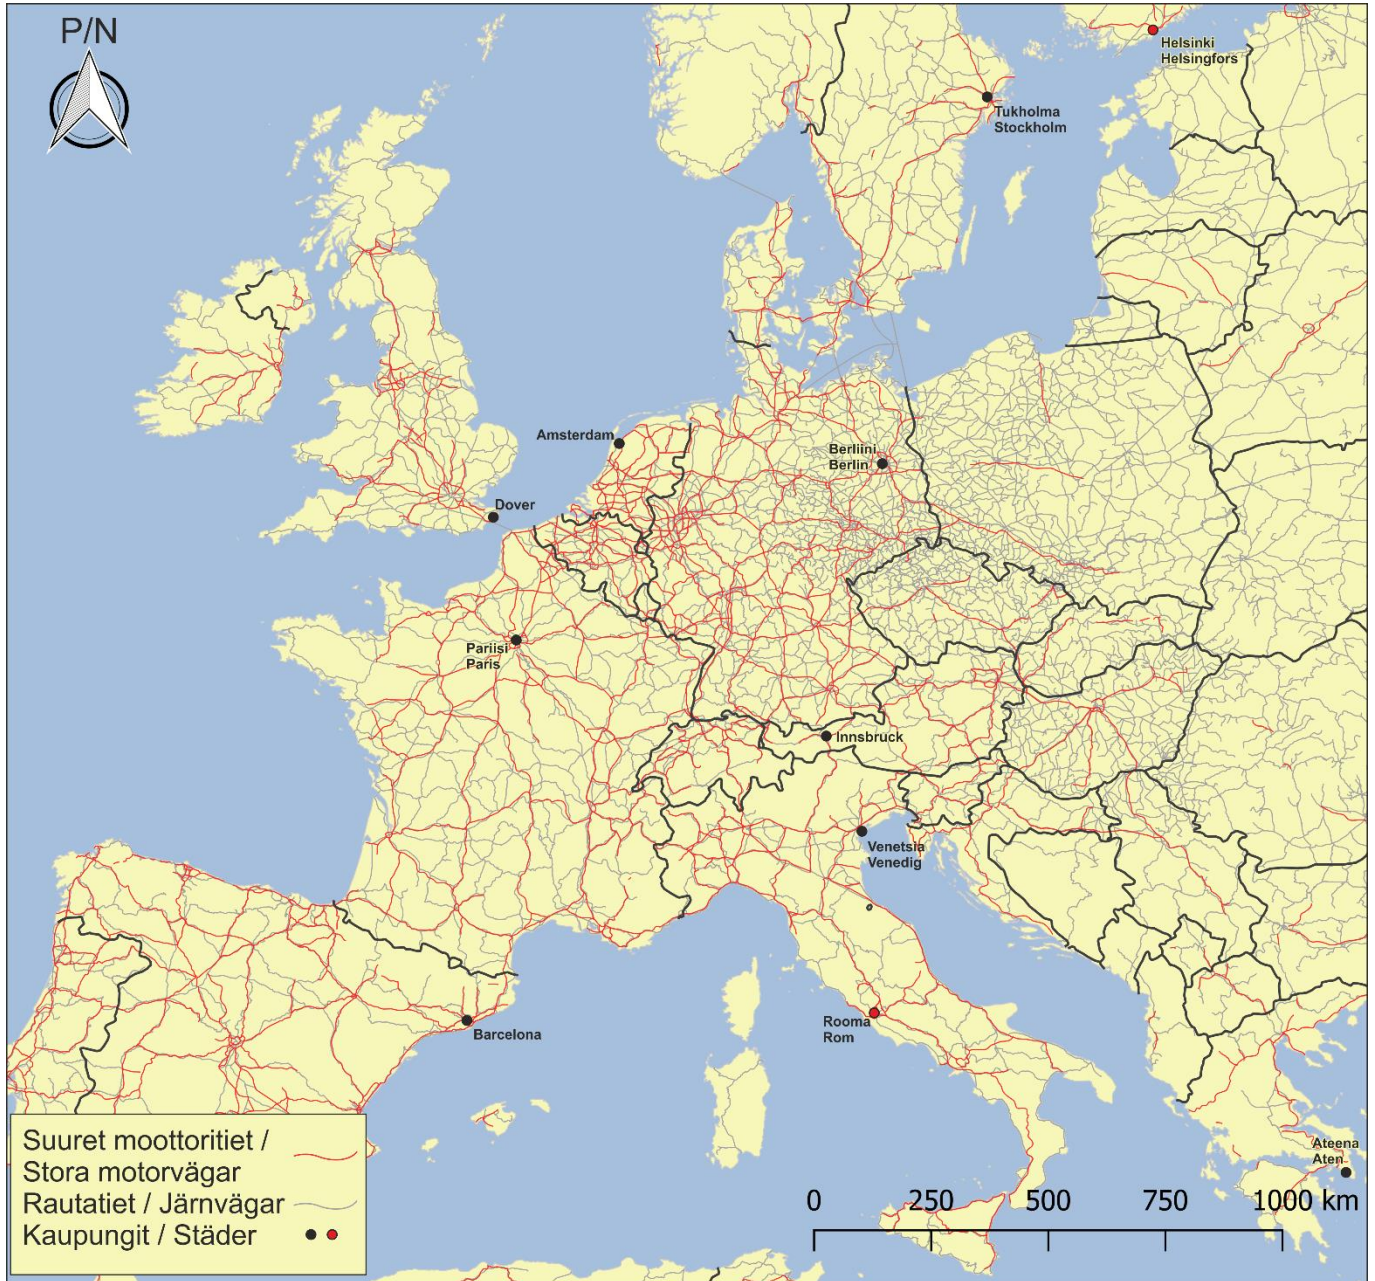 P/N
Helsinki
Helsingfors
Tukholma
Stockholm
Amsterdam
Berliini
Berlin
Dover
Pariisi
Paris
Innsbruck
Venetsia
Venedig
Rooma
Rom
Barcelona
Ateena
Aten
Suuret moottoritiet /
Stora motorvägar
Rautatiet / Järnvägar
Kaupungit / Städer
0 250 500 750 1000 km